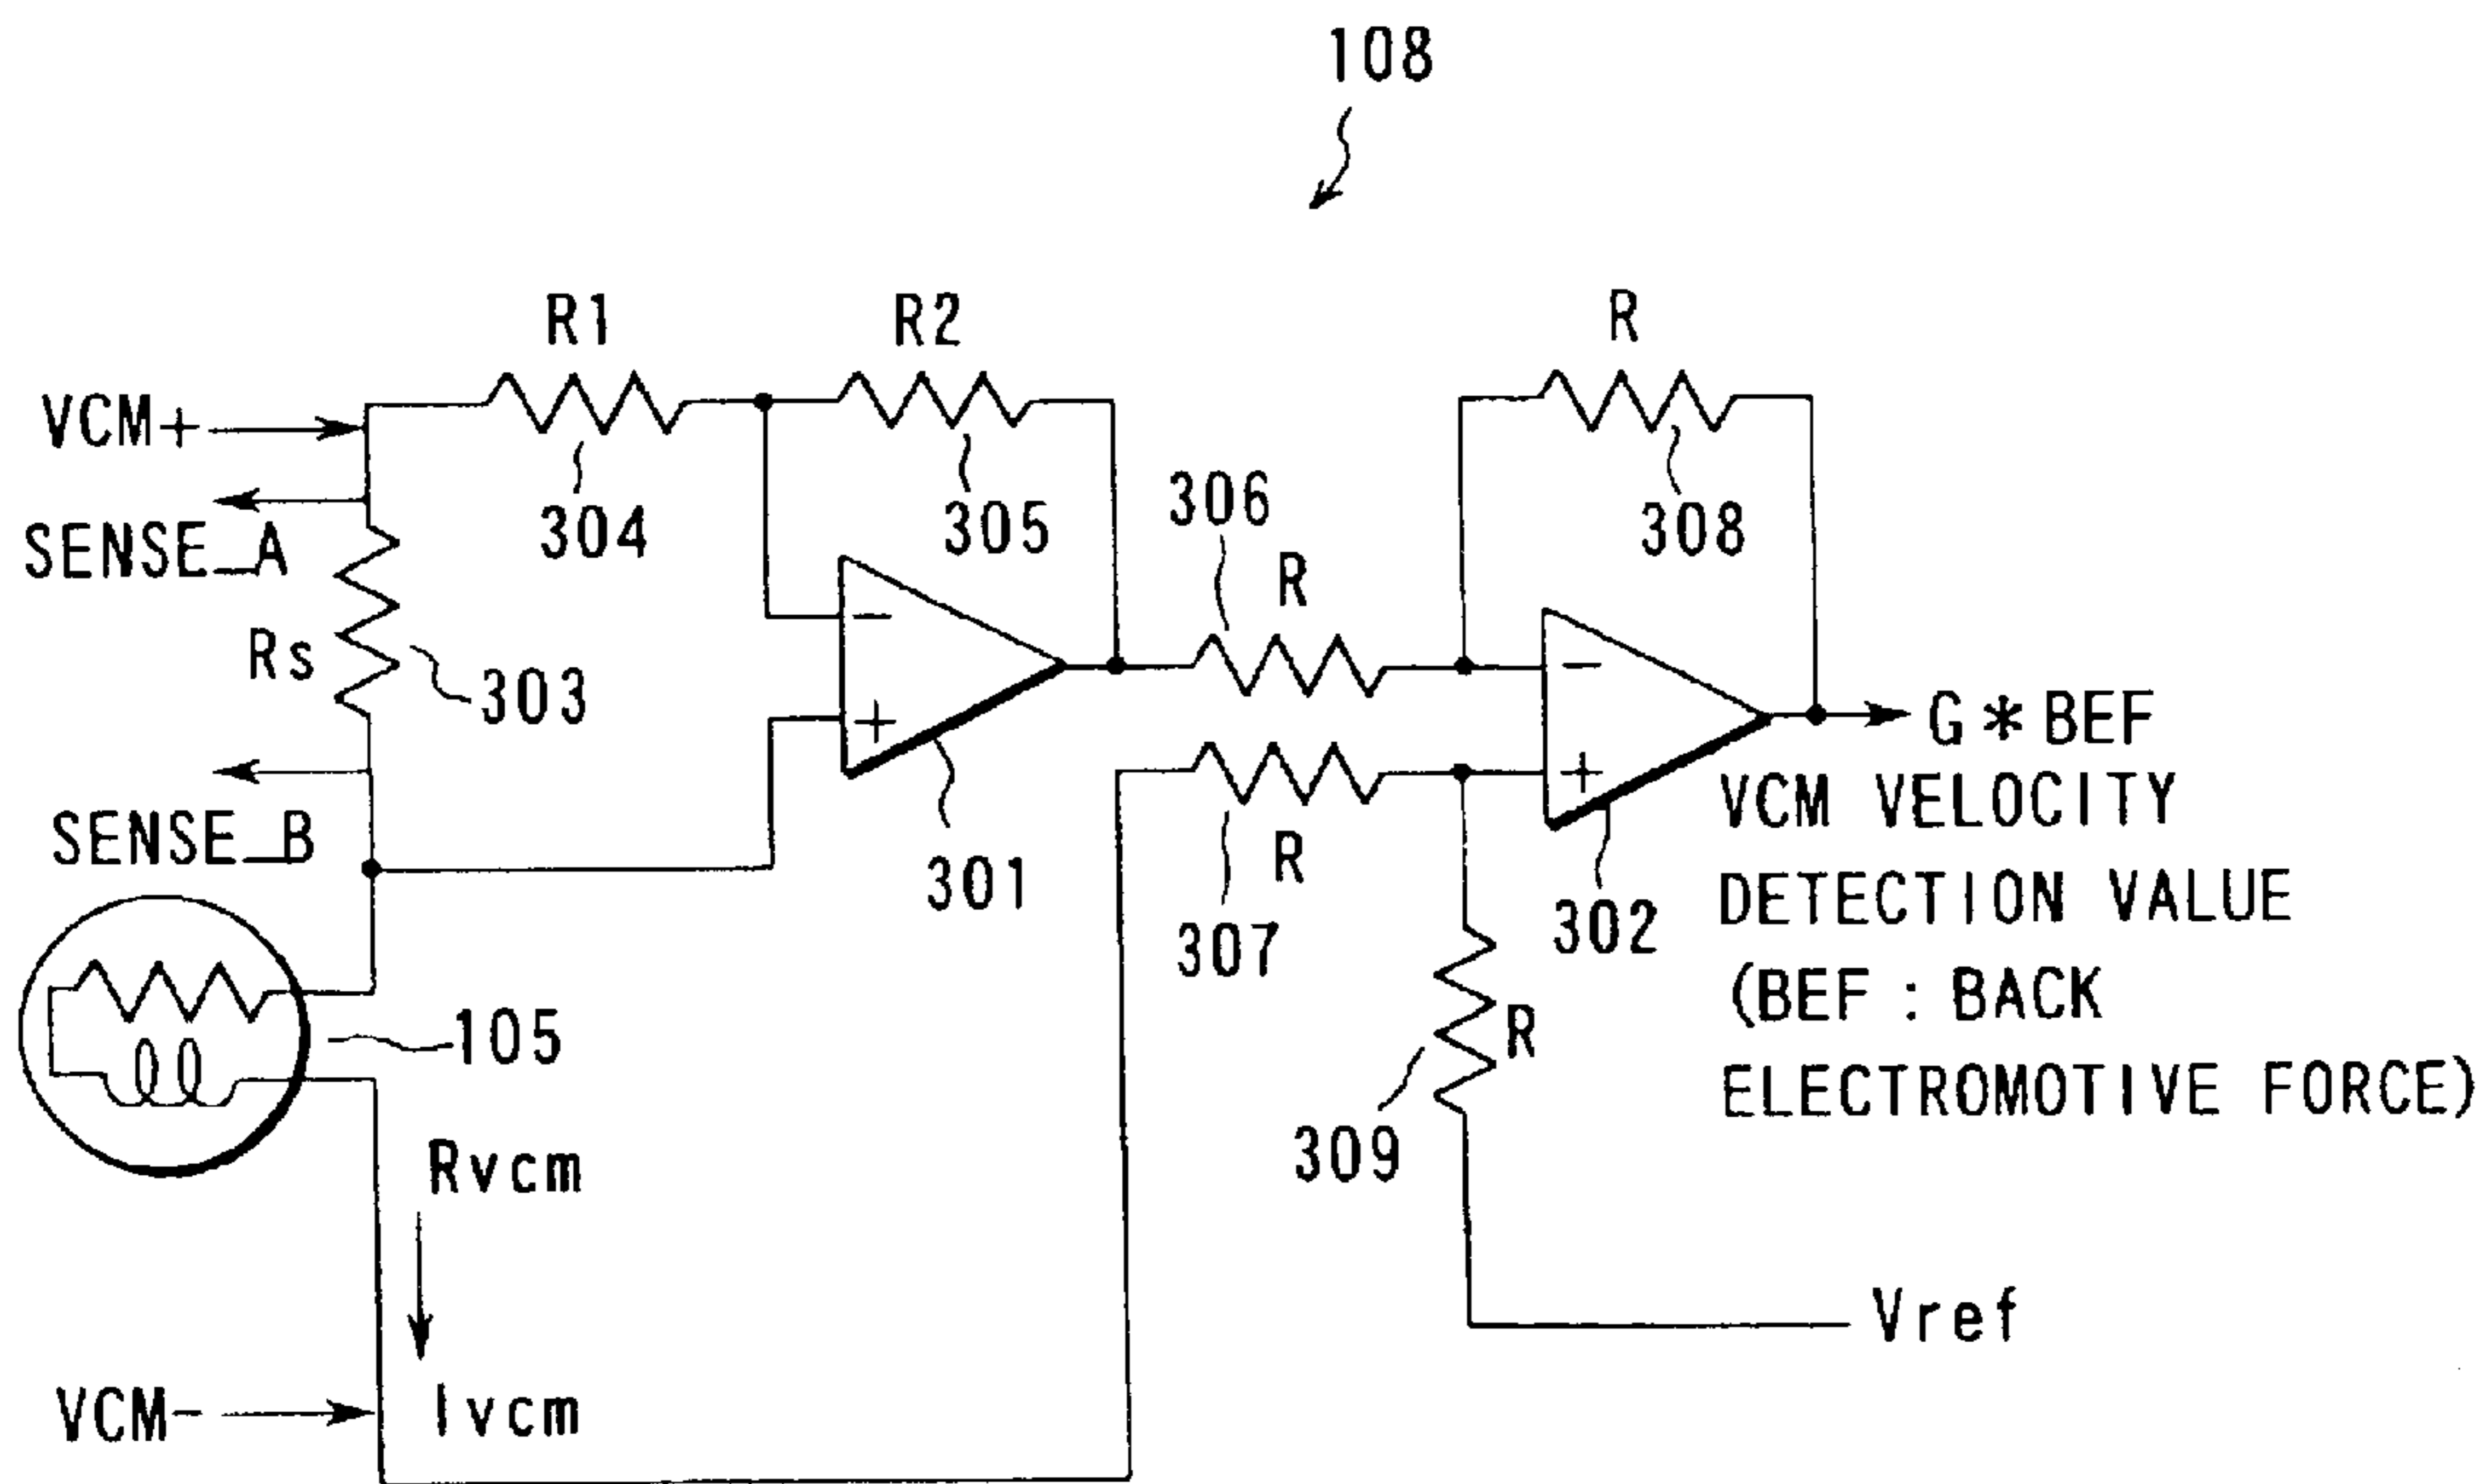 108
R1
R2
R
VCM+
304
305
306
308
SENSE_A
R
Rs
303
G*BEF
VCM VELOCITY
DETECTION VALUE
(BEF : BACK
ELECTROMOTIVE FORCE)
SENSE_B
301
R
307
302
105
R
309
Rvcm
Vref
VCM-
Ivcm
-
+
-
+